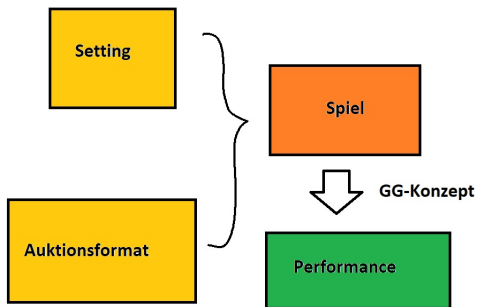 Setting
Spiel
GG-Konzept
Auktionsformat
Performance